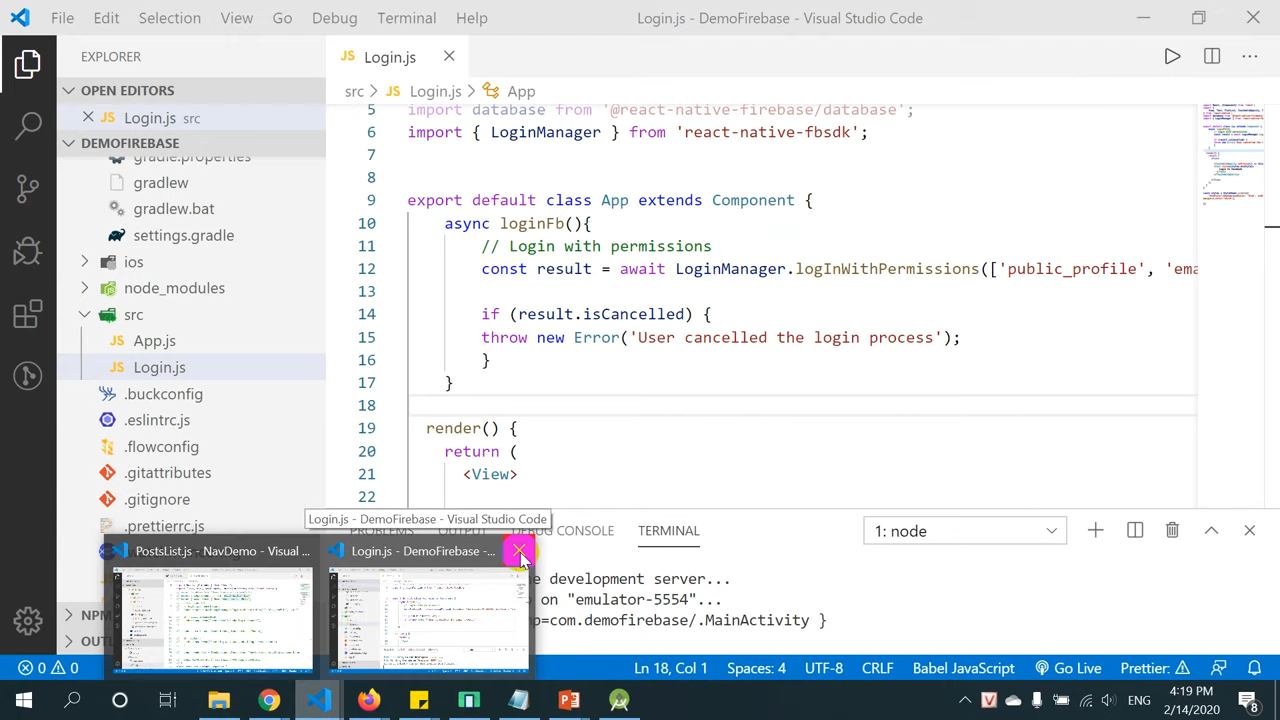 File Edit Selection View Go Debug Terminal Help Login.js - DemoFirebase - Visual Studio Code
EXPLORER
JS Login.js
OPEN EDITORS
Login.js src
src > JS Login.js > App
DEMOFIREBASE
gradle.properties
gradlew
gradlew.bat
settings.gradle
ios
node_modules
src
JS App.js
JS Login.js
.buckconfig
.eslintrc.js
.flowconfig
.gitattributes
.gitignore
.prettierrc.js
5 import database from '@react-native-firebase/database';
6 import { LoginManager } from 'react-native-fbsdk';
7
8
9 export default class App extends Component {
10 async loginFb(){
11 // Login with permissions
12 const result = await LoginManager.logInWithPermissions(['public_profile', 'ema
13
14 if (result.isCancelled) {
15 throw new Error('User cancelled the login process');
16 }
17 }
18
19 render() {
20 return (
21 <View>
22
Login.js - DemoFirebase - Visual Studio Code
PROBLEMS OUTPUT DEBUG CONSOLE TERMINAL 1: node
PostsList.js - NavDemo - Visual ...
Login.js - DemoFirebase -...
e development server...
on "emulator-5554"...
p=com.demofirebase/.MainActivity }
0 0 Ln 18, Col 1 Spaces: 4 UTF-8 CRLF Babel JavaScript Go Live Prettier:
ENG 4:19 PM
2/14/2020
8